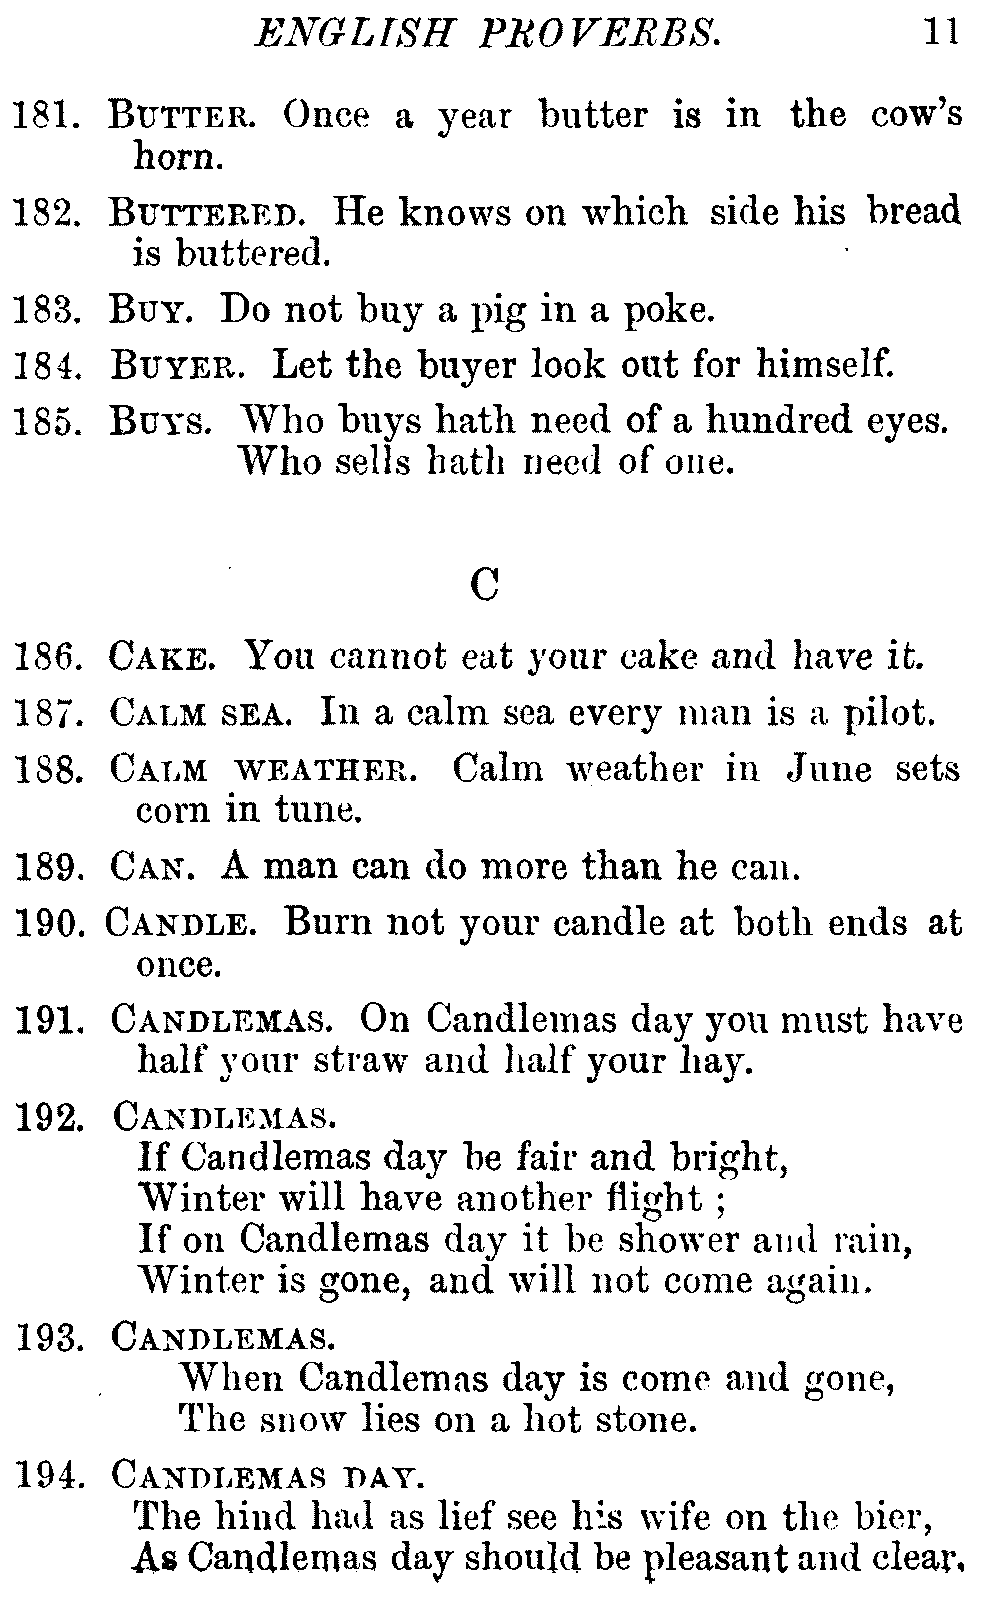 ENGLISH PROVERBS. 11
181. BUTTER. Once a year butter is in the cow's
horn.
182. BUTTERED. He knows on which side his bread
is buttered.
183. BUY. Do not buy a pig in a poke.
184. BUYER. Let the buyer look out for himself.
185. BUYS. Who buys hath need of a hundred eyes.
Who sells hath need of one.
C
186. CAKE. You cannot eat your cake and have it.
187. CALM SEA. In a calm sea every man is a pilot.
188. CALM WEATHER. Calm weather in June sets
corn in tune.
189. CAN. A man can do more than he can.
190. CANDLE. Burn not your candle at both ends at
once.
191. CANDLEMAS. On Candlemas day you must have
half your straw and half your hay.
192. CANDLEMAS.
If Candlemas day be fair and bright,
Winter will have another flight ;
If on Candlemas day it be shower and rain,
Winter is gone, and will not come again.
193. CANDLEMAS.
When Candlemas day is come and gone,
The snow lies on a hot stone.
194. CANDLEMAS DAY.
The hind had as lief see his wife on the bier,
As Candlemas day should be pleasant and clear.